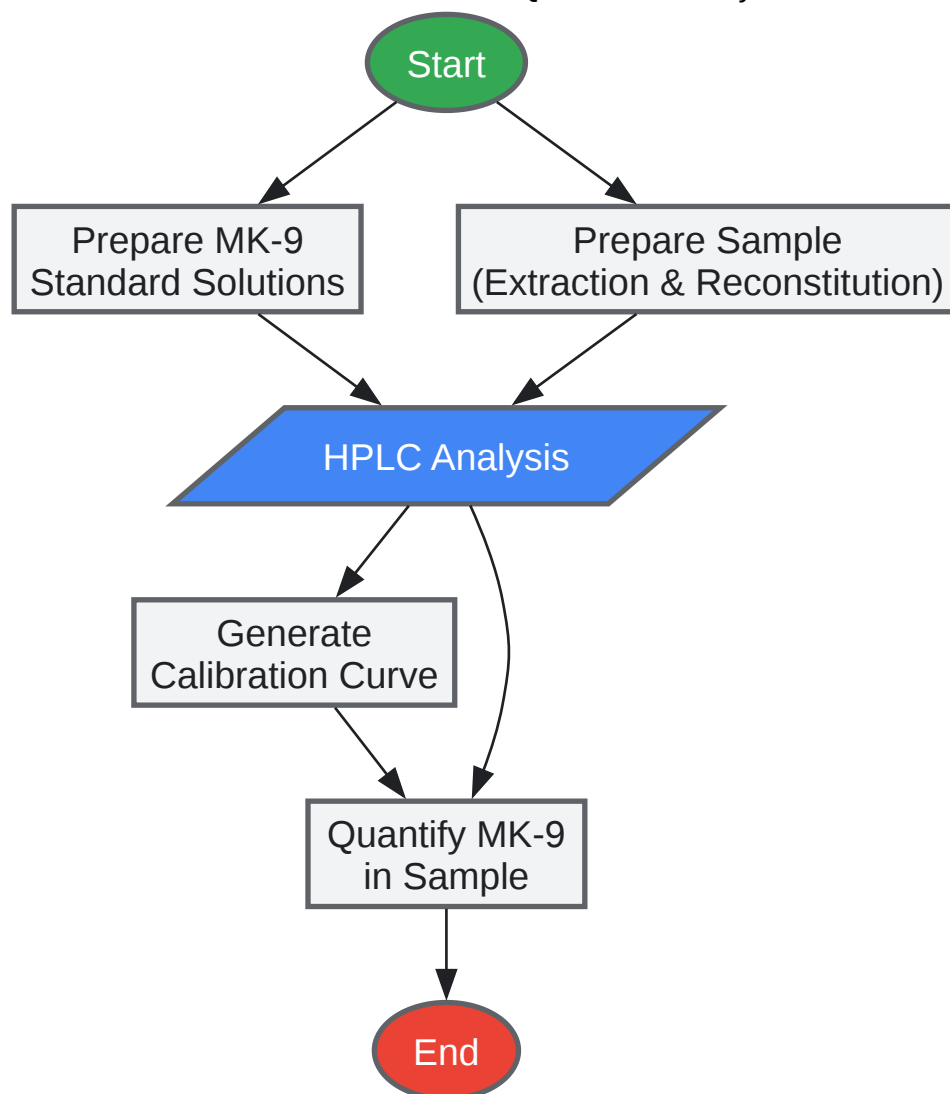 Start
Prepare MK-9
Standard Solutions
Prepare Sample
(Extraction & Reconstitution)
HPLC Analysis
Generate
Calibration Curve
Quantify MK-9
in Sample
End